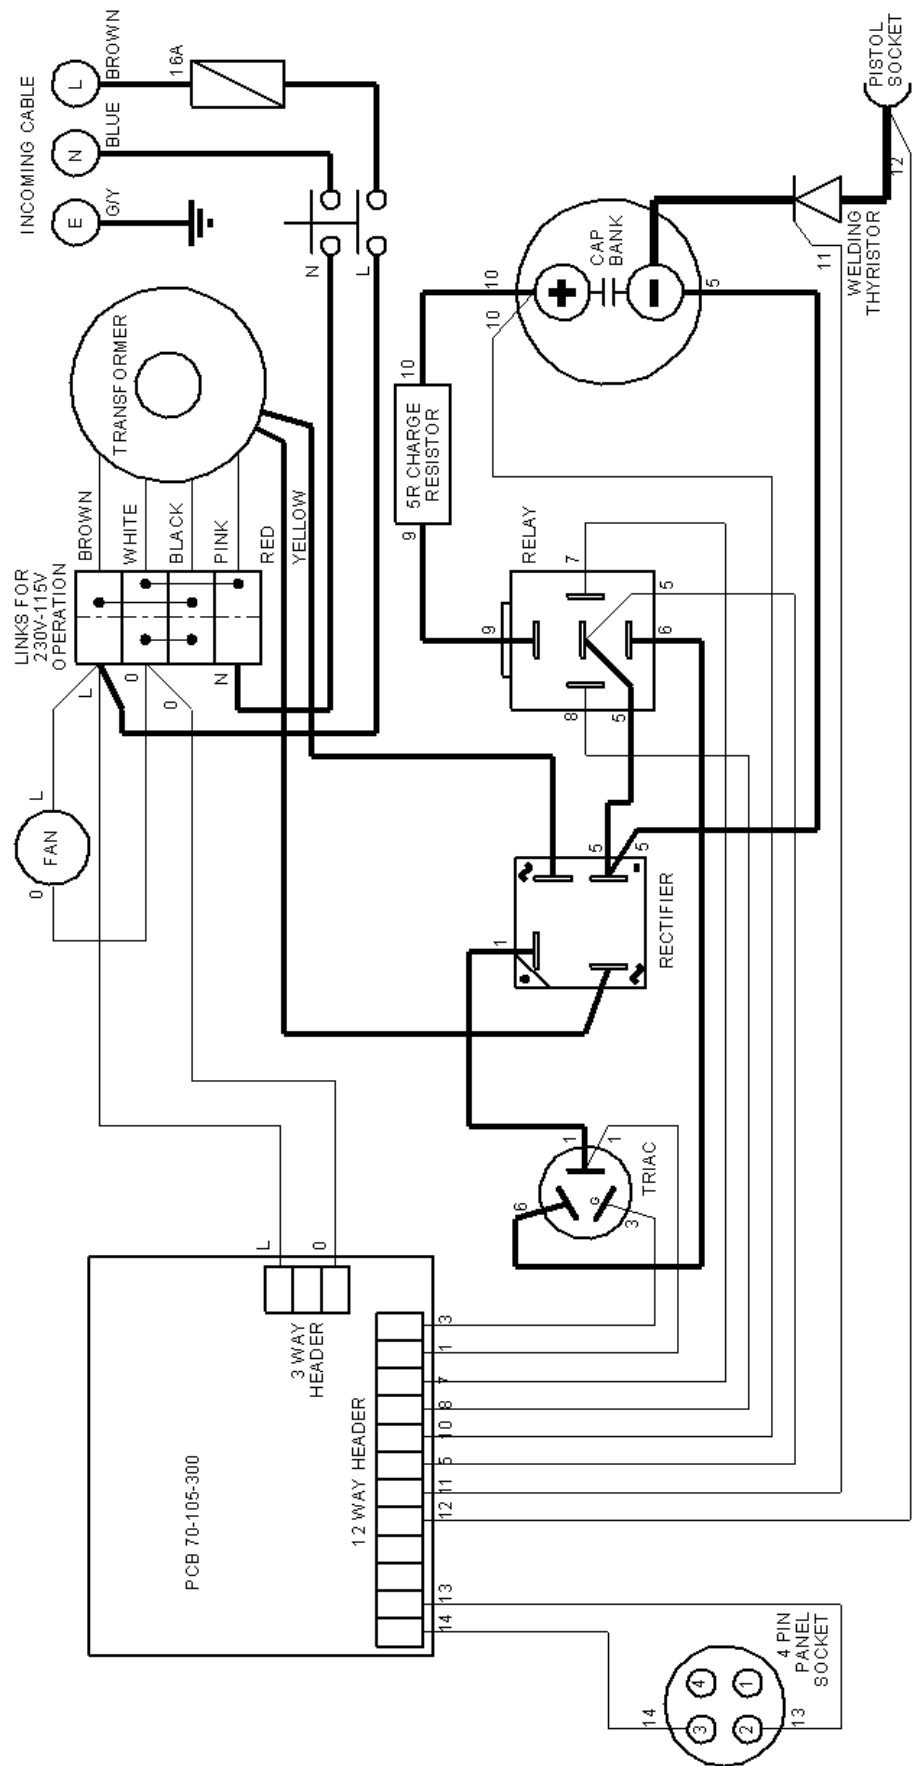 INCOMING CABLE
E
N
L
G/Y
BLUE
BROWN
16A
N
L
TRANSFORMER
LINKS FOR
230V-115V
OPERATION
BROWN
WHITE
BLACK
PINK
RED
YELLOW
L
0
0
N
FAN
L
0
PISTOL
SOCKET
12
11
WELDING
THYRISTOR
CAP
BANK
+
-
10
10
5
10
5R CHARGE
RESISTOR
9
RELAY
9
7
5
6
8
5
RECTIFIER
5
5
1
~
-
+
~
TRIAC
1
1
6
G
3
L
0
3 WAY
HEADER
12 WAY HEADER
PCB 70-105-300
3
1
7
8
10
5
11
12
13
14
4 PIN
PANEL
SOCKET
14
13
4
1
3
2